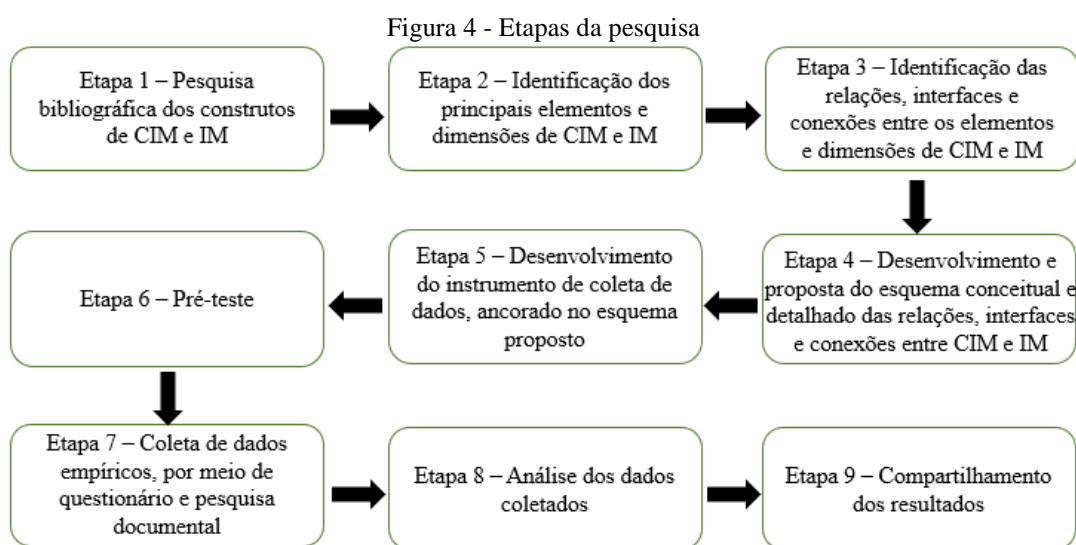 Figura 4 - Etapas da pesquisa
Etapa 1 – Pesquisa
bibliográfica dos construtos
de CIM e IM
Etapa 2 – Identificação dos
principais elementos e
dimensões de CIM e IM
Etapa 3 – Identificação das
relações, interfaces e
conexões entre os elementos
e dimensões de CIM e IM
Etapa 4 – Desenvolvimento e
proposta do esquema conceitual e
detalhado das relações, interfaces
e conexões entre CIM e IM
Etapa 5 – Desenvolvimento
do instrumento de coleta de
dados, ancorado no esquema
proposto
Etapa 6 – Pré-teste
Etapa 7 – Coleta de dados
empíricos, por meio de
questionário e pesquisa
documental
Etapa 8 – Análise dos dados
coletados
Etapa 9 – Compartilhamento
dos resultados